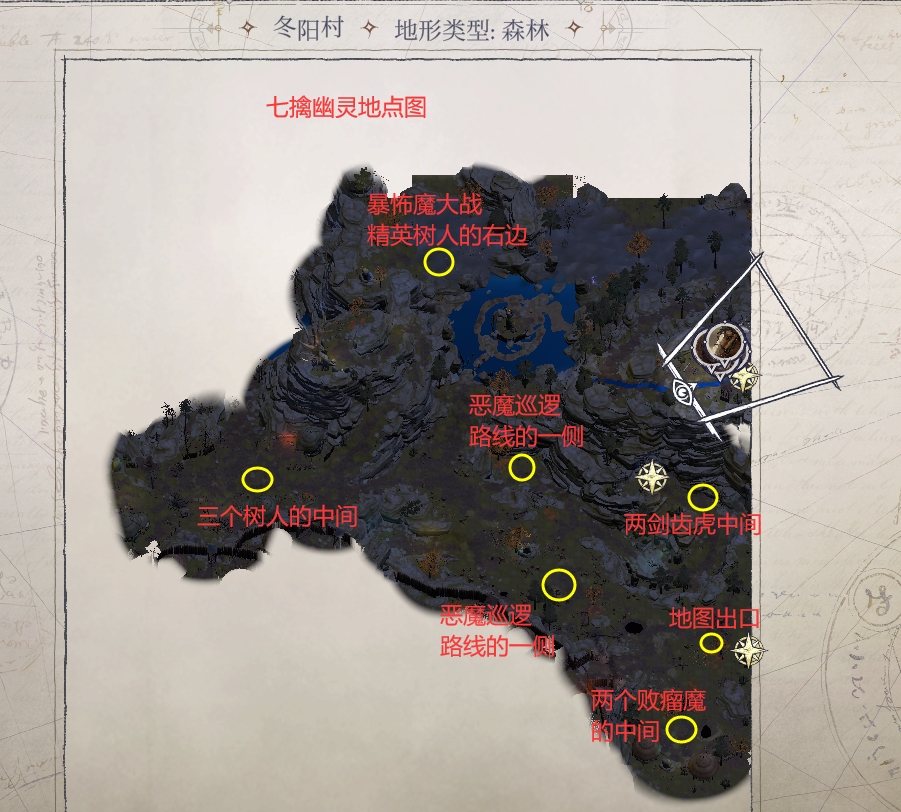 冬阳村 地形类型: 森林
七擒幽灵地点图
暴怖魔大战
精英树人的右边
恶魔巡逻
路线的一侧
三个树人的中间
两剑齿虎中间
恶魔巡逻
路线的一侧
地图出口
两个败瘤魔
的中间